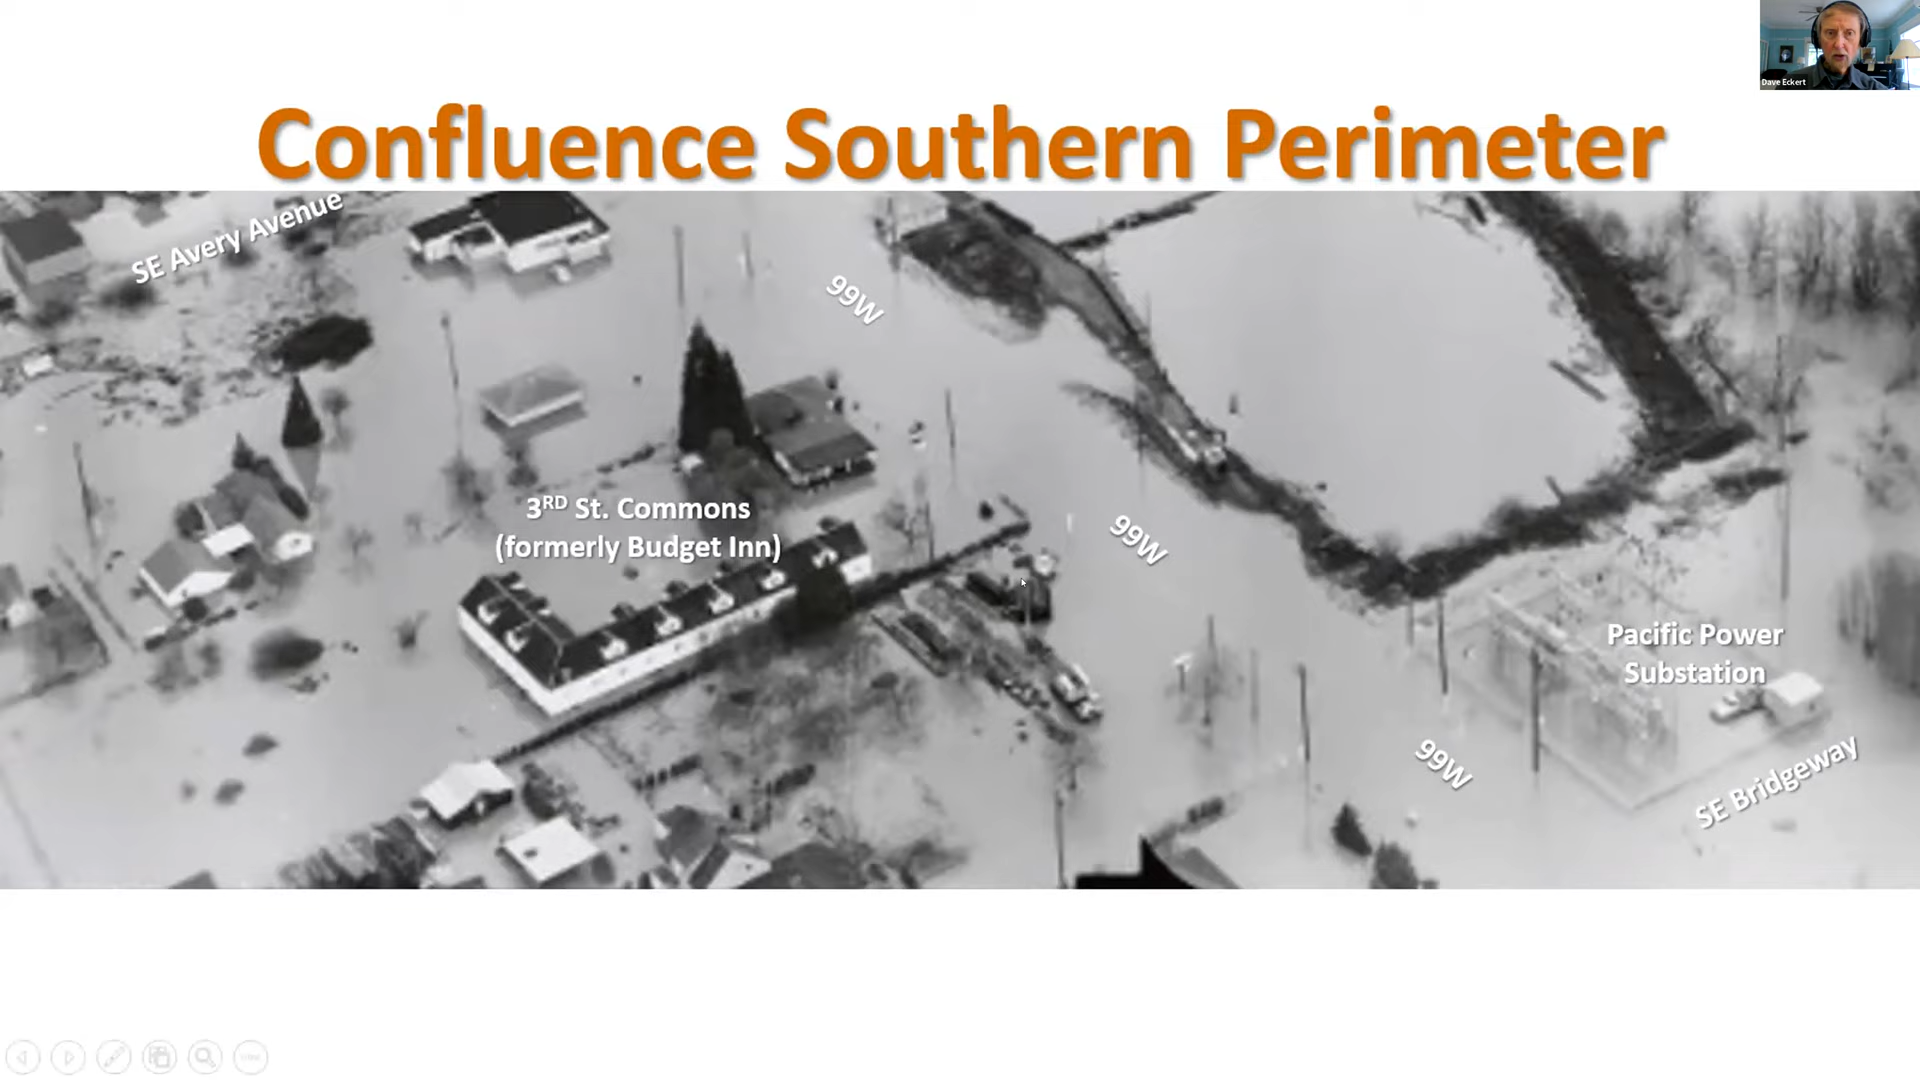 Dave Eckert
Confluence Southern Perimeter
SE Avery Avenue
99W
3RD St. Commons
(formerly Budget Inn)
99W
Pacific Power
Substation
99W
SE Bridgeway